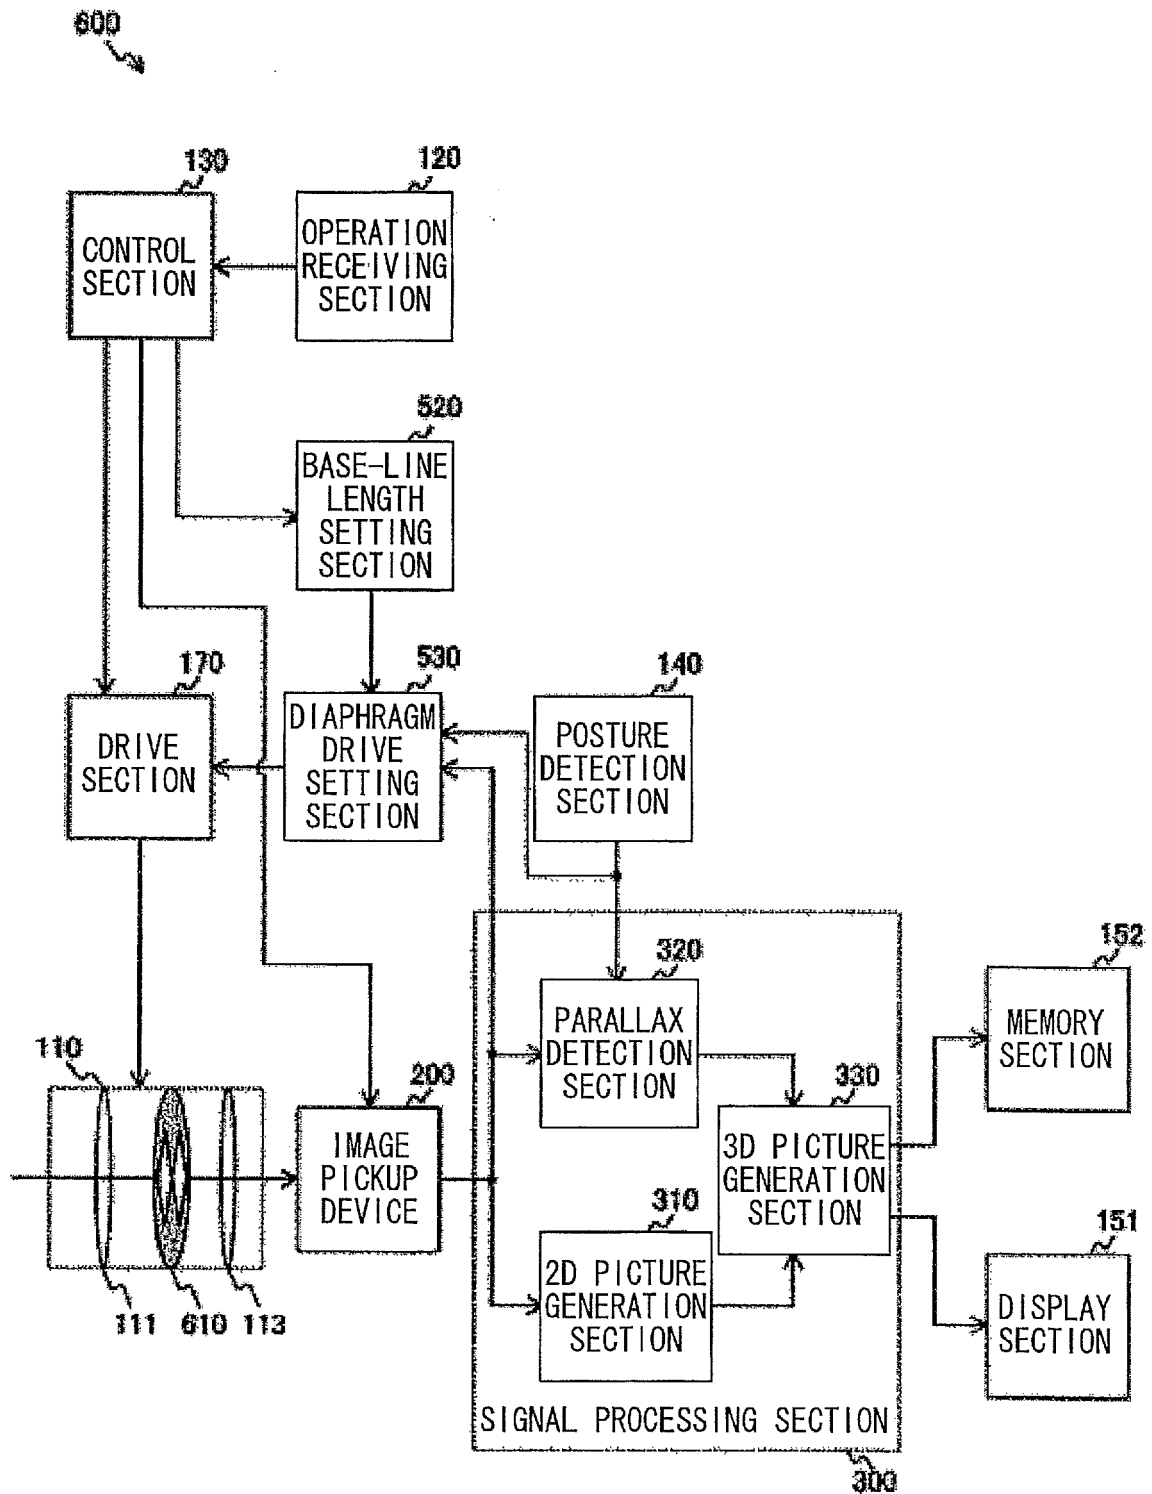 600
130
120
CONTROL
SECTION
OPERATION
RECEIVING
SECTION
520
BASE-LINE
LENGTH
SETTING
SECTION
170
530
140
DRIVE
SECTION
DIAPHRAGM
DRIVE
SETTING
SECTION
POSTURE
DETECTION
SECTION
320
152
PARALLAX
DETECTION
SECTION
MEMORY
SECTION
110
200
330
IMAGE
PICKUP
DEVICE
3D PICTURE
GENERATION
SECTION
310
151
2D PICTURE
GENERATION
SECTION
DISPLAY
SECTION
111
610
113
SIGNAL PROCESSING SECTION
300